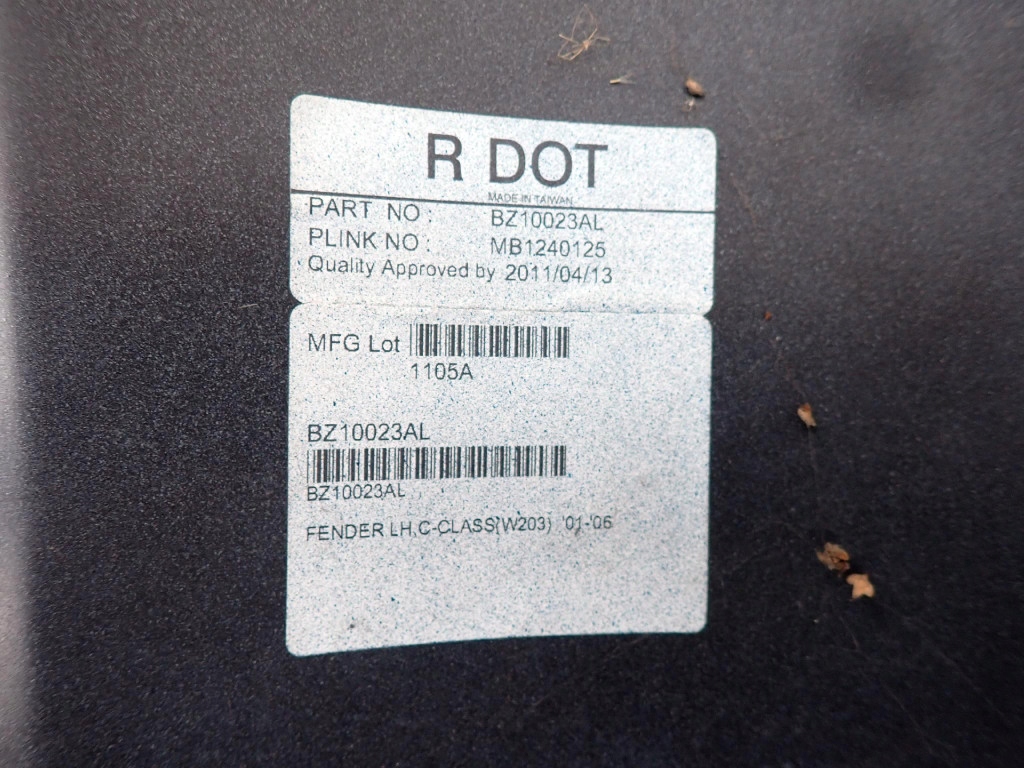 R DOT
MADE IN TAIWAN
PART NO : BZ10023AL
PLINK NO : MB1240125
Quality Approved by 2011/04/13
MFG Lot
1105A
BZ10023AL
BZ10023AL
FENDER LH,C-CLASS(W203) '01-'06